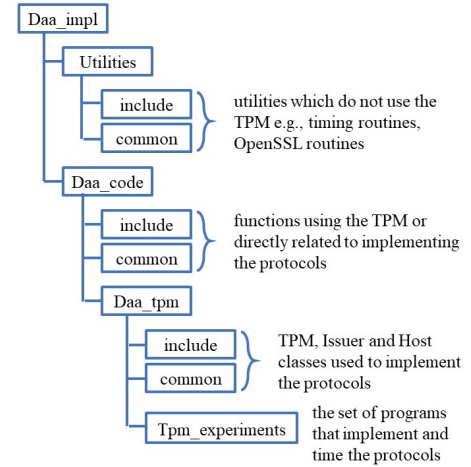 Daa_impl
Utilities
include
common
utilities which do not use the
TPM e.g., timing routines,
OpenSSL routines
Daa_code
include
common
functions using the TPM or
directly related to implementing
the protocols
Daa_tpm
include
common
TPM, Issuer and Host
classes used to implement
the protocols
Tpm_experiments
the set of programs
that implement and
time the protocols